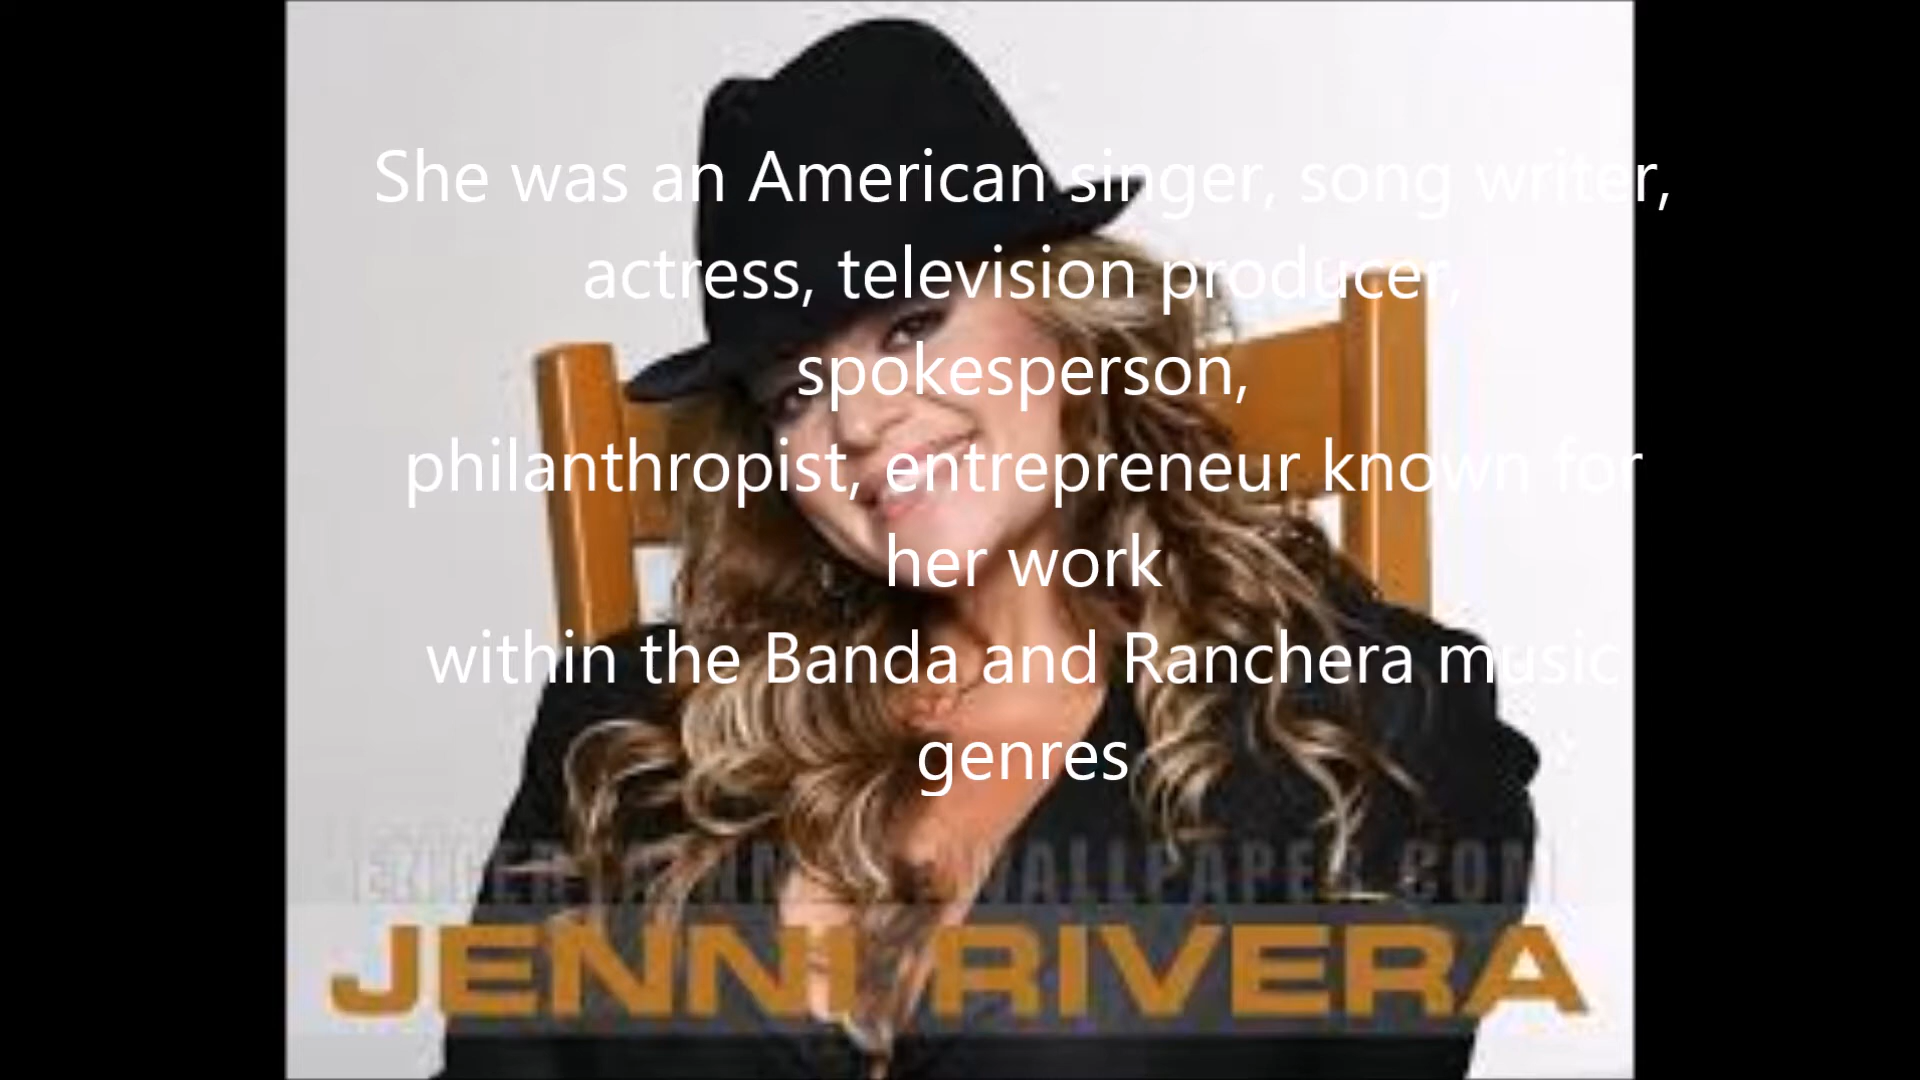 She was an American singer, song writer,
actress, television producer,
spokesperson,
philanthropist, entrepreneur known for
her work
within the Banda and Ranchera music
genres
JENNI RIVERA